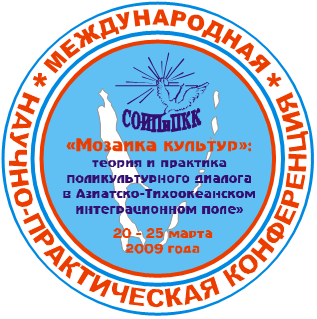 * МЕЖДУНАРОДНАЯ *
НАУЧНО-ПРАКТИЧЕСКАЯ КОНФЕРЕНЦИЯ
СОИПиПКК
«Мозаика культур»:
теория и практика
поликультурного диалога
в Азиатско-Тихоокеанском
интеграционном поле»
20 - 25 марта
2009 года